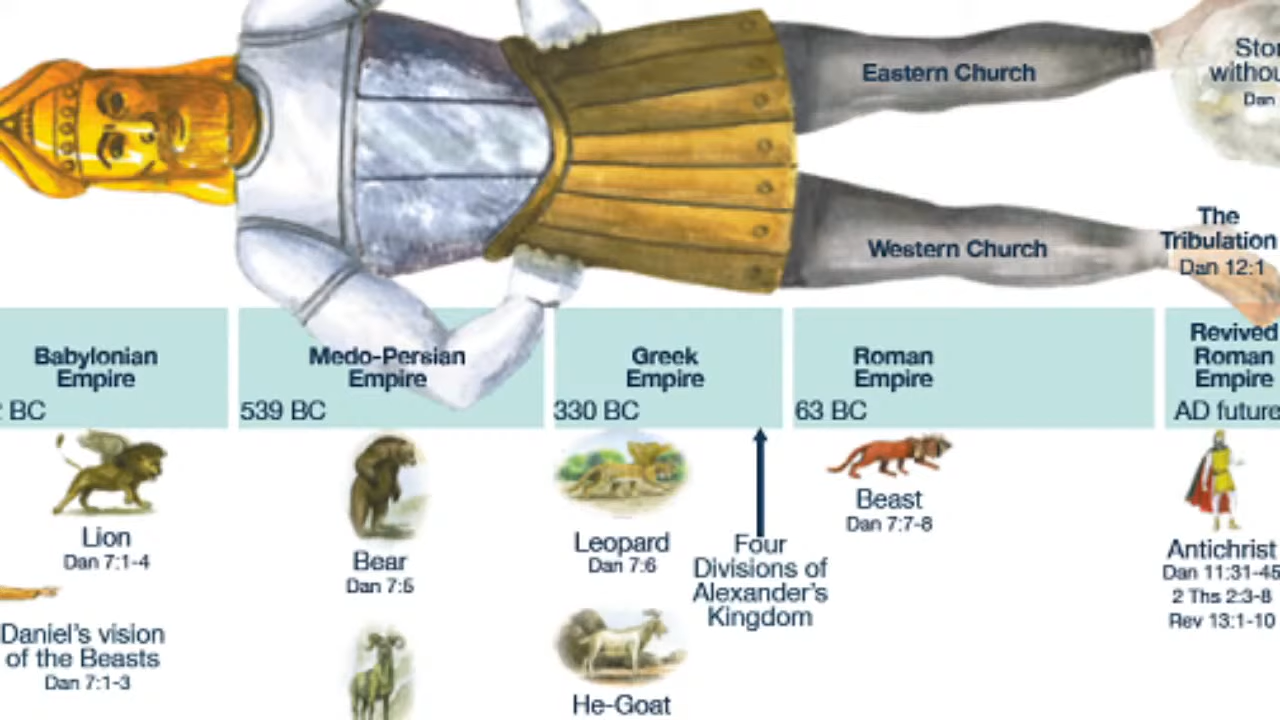 Eastern Church
Western Church
withou
Dan
The
Tribulation
Dan 12:1
Babylonian
Empire
BC
Medo-Persian
Empire
539 BC
Greek
Empire
330 BC
Roman
Empire
63 BC
Revived
Roman
Empire
AD future
Lion
Dan 7:1-4
Daniel's vision
of the Beasts
Dan 7:1-3
Bear
Dan 7:5
Leopard
Dan 7:6
He-Goat
Four
Divisions of
Alexander's
Kingdom
Beast
Dan 7:7-8
Antichrist
Dan 11:31-45
2 Ths 2:3-8
Rev 13:1-10